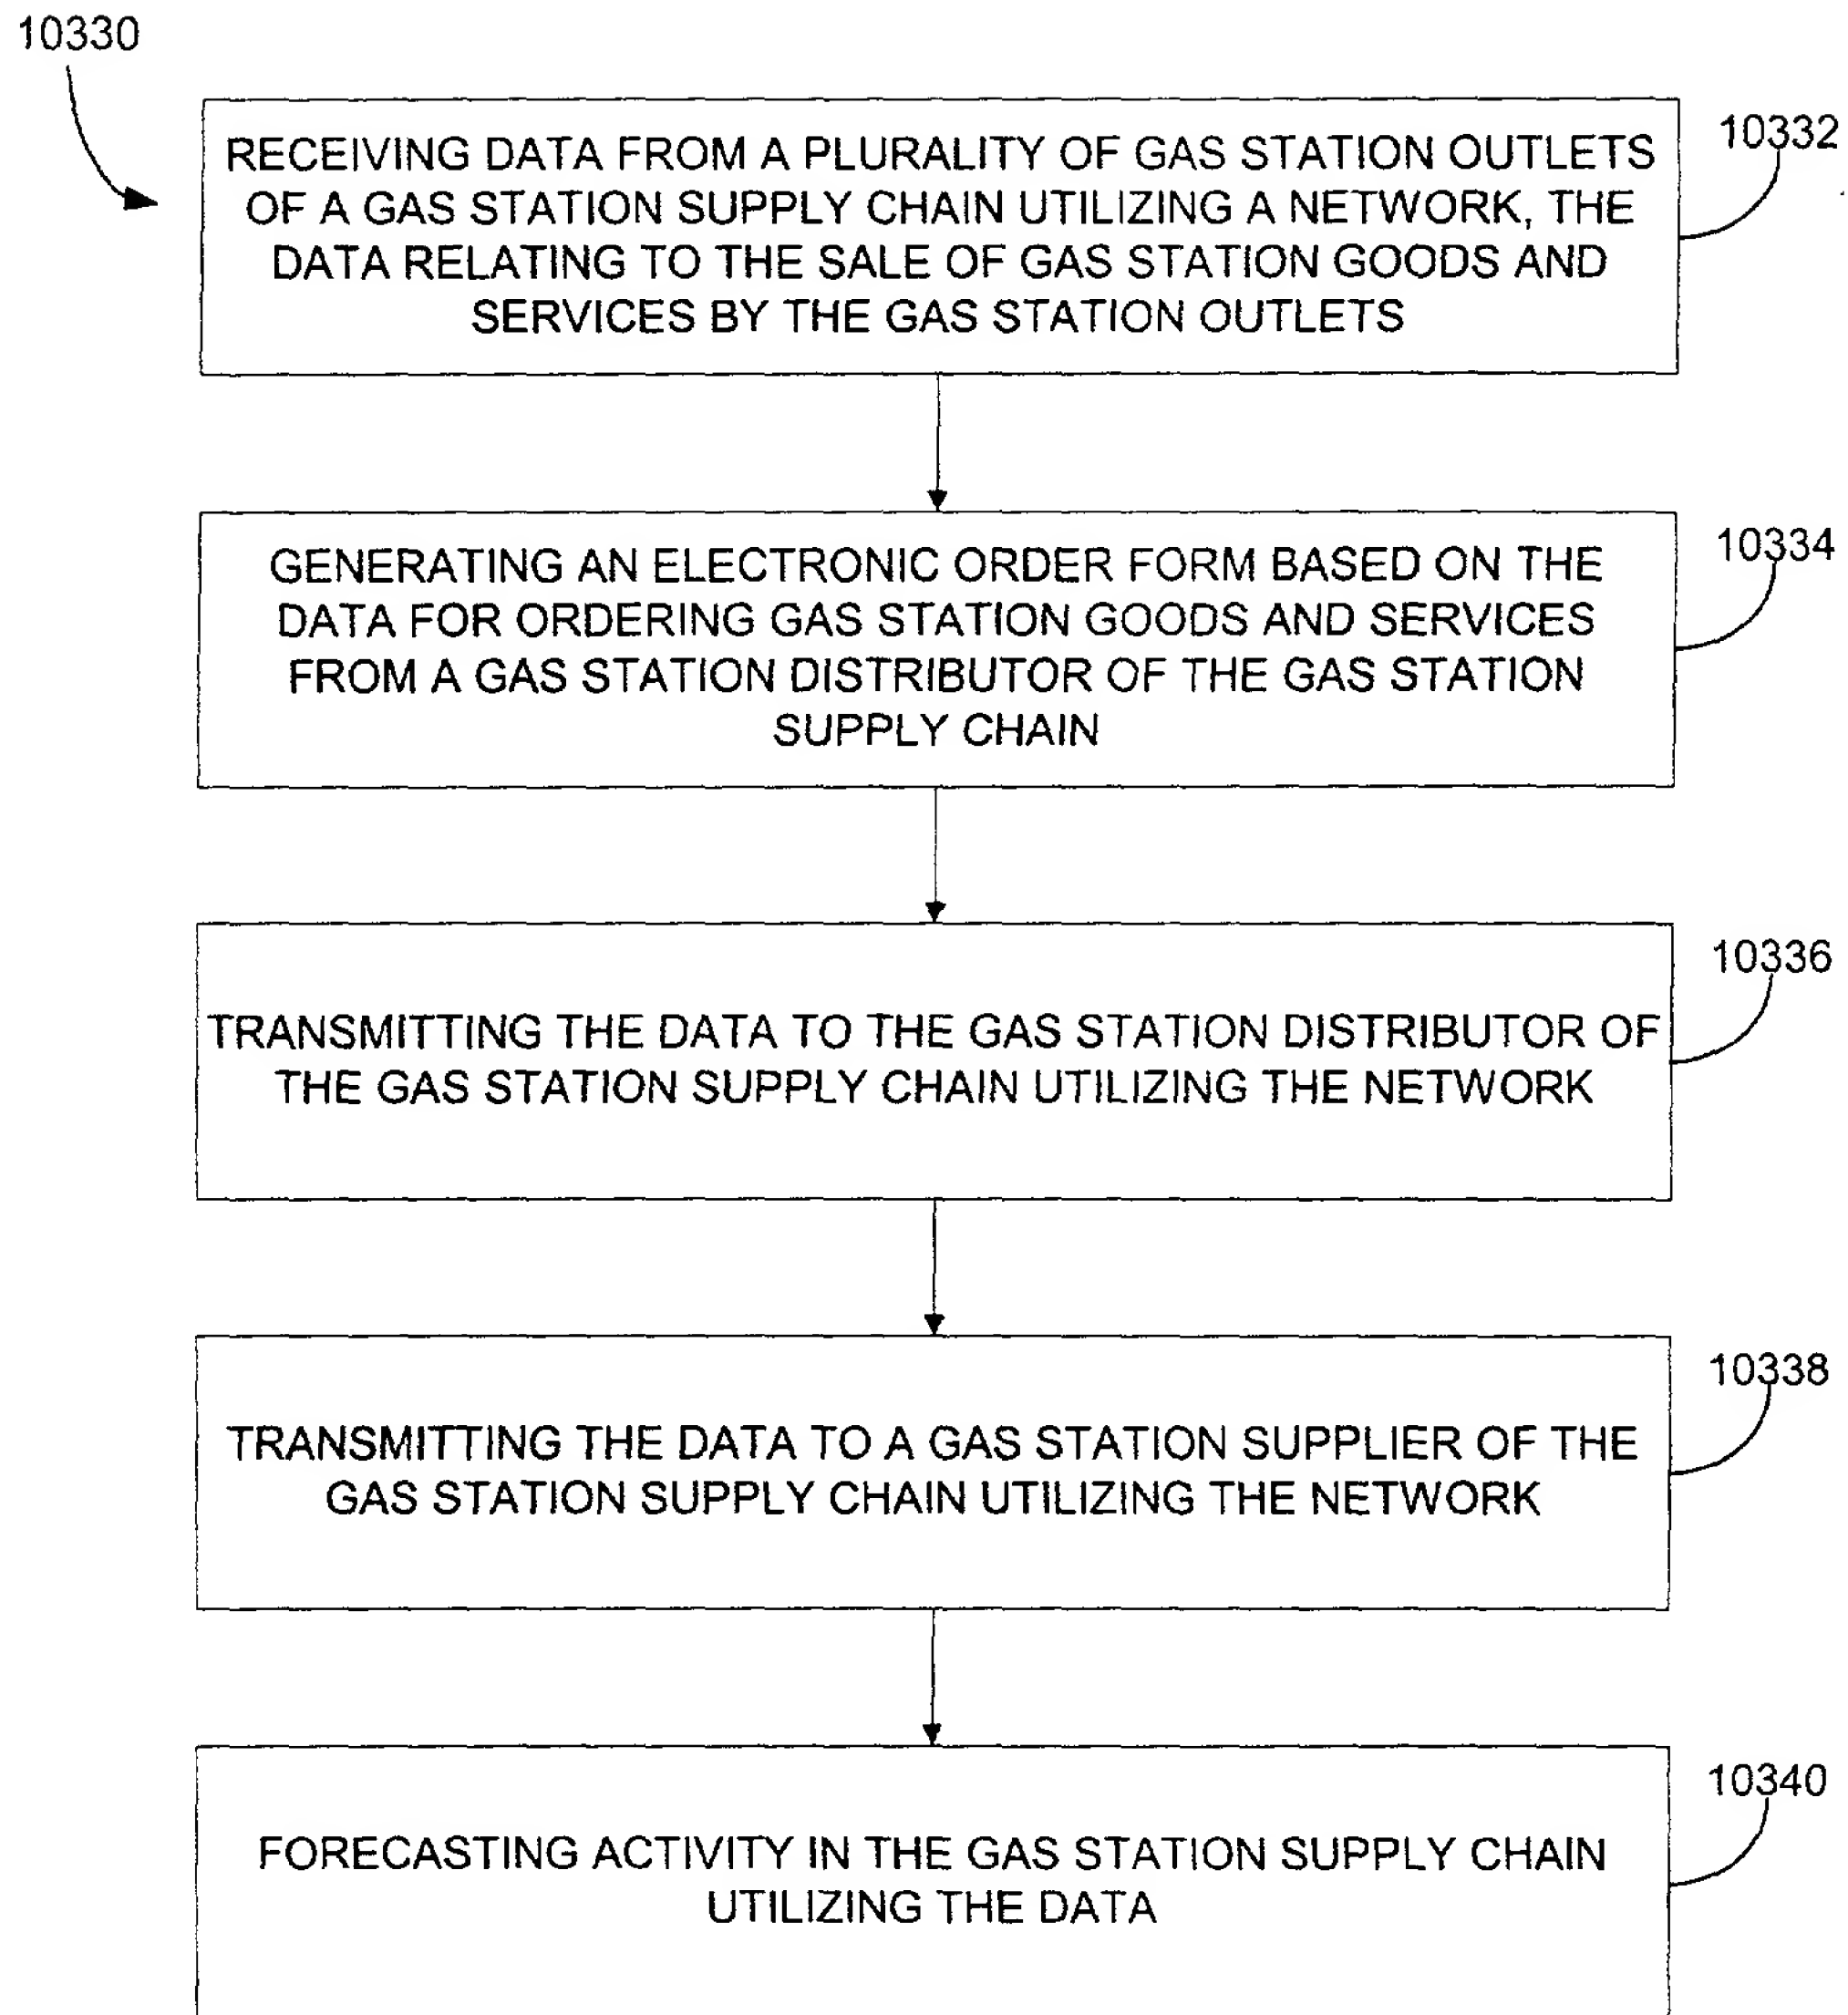 10330
10332
RECEIVING DATA FROM A PLURALITY OF GAS STATION OUTLETS
OF A GAS STATION SUPPLY CHAIN UTILIZING A NETWORK, THE
DATA RELATING TO THE SALE OF GAS STATION GOODS AND
SERVICES BY THE GAS STATION OUTLETS
10334
GENERATING AN ELECTRONIC ORDER FORM BASED ON THE
DATA FOR ORDERING GAS STATION GOODS AND SERVICES
FROM A GAS STATION DISTRIBUTOR OF THE GAS STATION
SUPPLY CHAIN
10336
TRANSMITTING THE DATA TO THE GAS STATION DISTRIBUTOR OF
THE GAS STATION SUPPLY CHAIN UTILIZING THE NETWORK
10338
TRANSMITTING THE DATA TO A GAS STATION SUPPLIER OF THE
GAS STATION SUPPLY CHAIN UTILIZING THE NETWORK
10340
FORECASTING ACTIVITY IN THE GAS STATION SUPPLY CHAIN
UTILIZING THE DATA